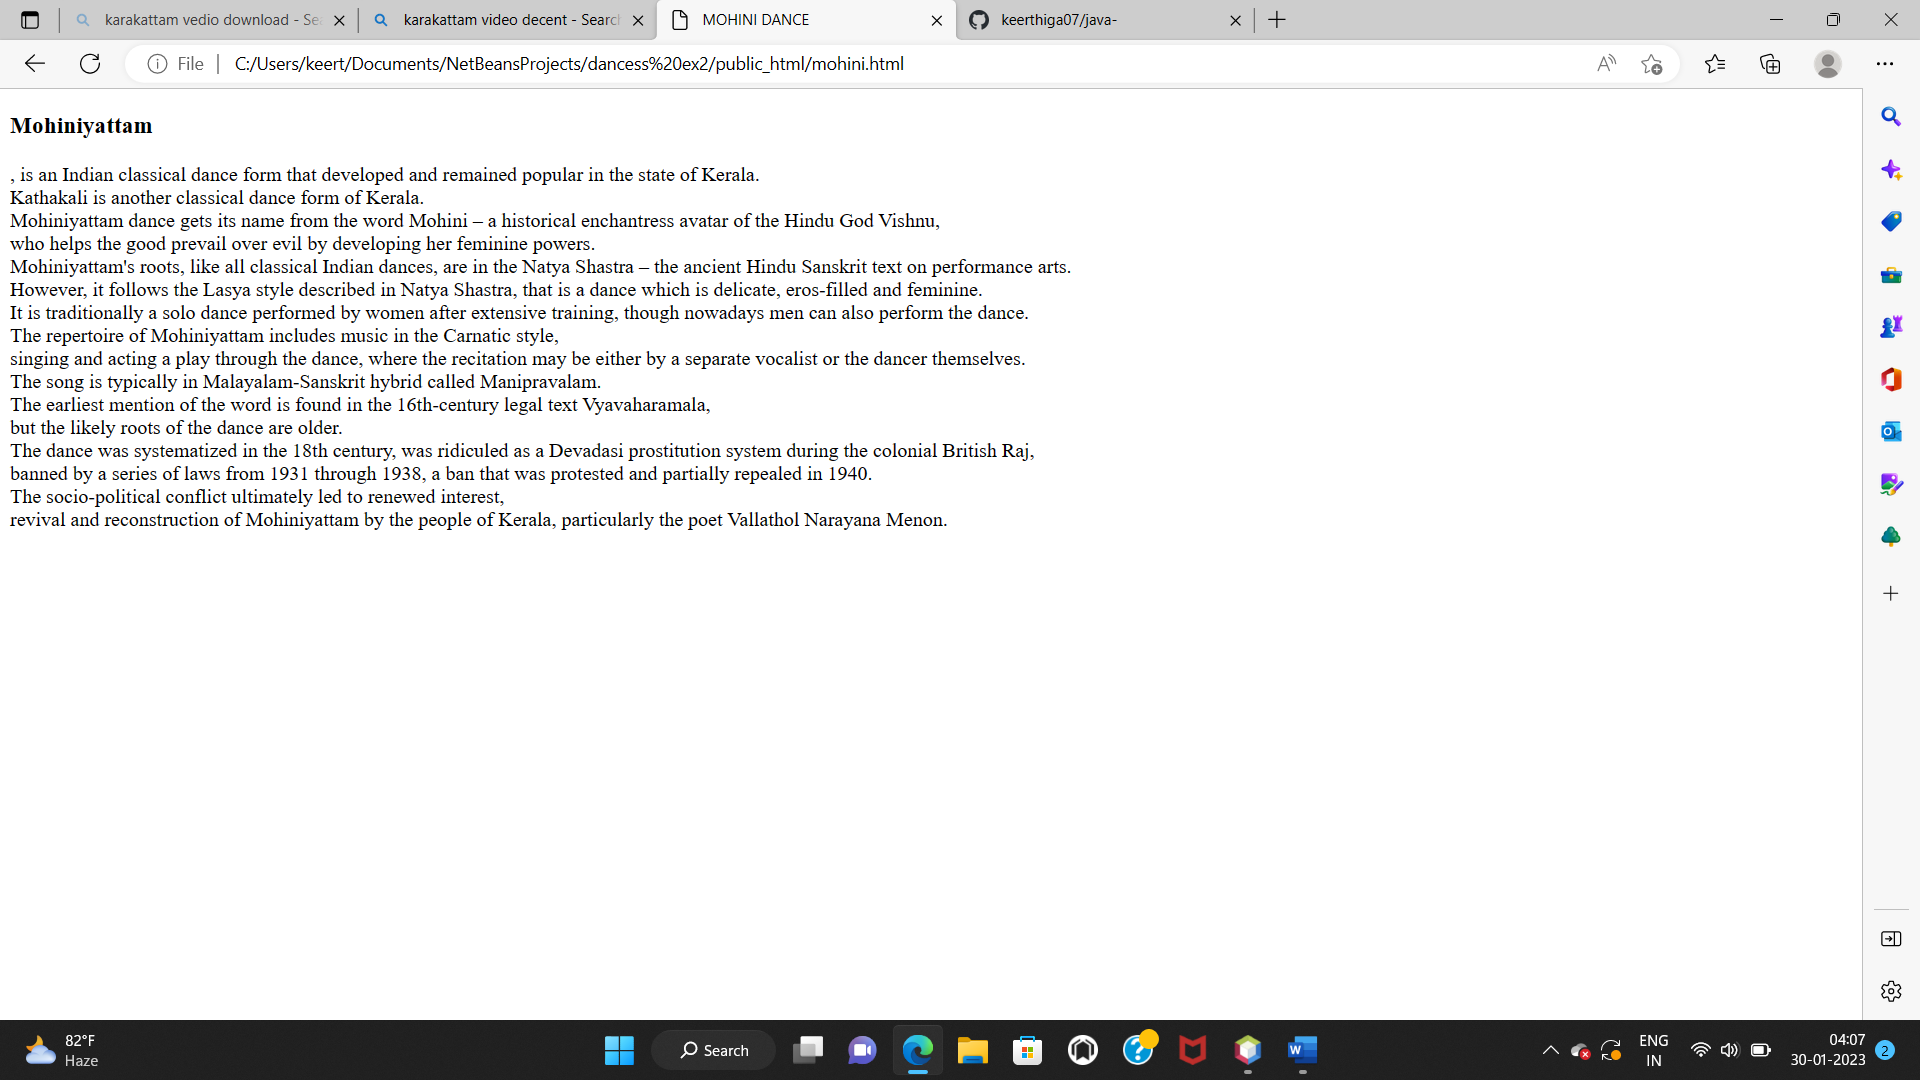 karakattam vedio download - Se
karakattam video decent - Search
MOHINI DANCE
keerthiga07/java-
File
C:/Users/keert/Documents/NetBeansProjects/dancess%20ex2/public_html/mohini.html
Mohiniyattam
, is an Indian classical dance form that developed and remained popular in the state of Kerala.
Kathakali is another classical dance form of Kerala.
Mohiniyattam dance gets its name from the word Mohini – a historical enchantress avatar of the Hindu God Vishnu,
who helps the good prevail over evil by developing her feminine powers.
Mohiniyattam's roots, like all classical Indian dances, are in the Natya Shastra – the ancient Hindu Sanskrit text on performance arts.
However, it follows the Lasya style described in Natya Shastra, that is a dance which is delicate, eros-filled and feminine.
It is traditionally a solo dance performed by women after extensive training, though nowadays men can also perform the dance.
The repertoire of Mohiniyattam includes music in the Carnatic style,
singing and acting a play through the dance, where the recitation may be either by a separate vocalist or the dancer themselves.
The song is typically in Malayalam-Sanskrit hybrid called Manipravalam.
The earliest mention of the word is found in the 16th-century legal text Vyavaharamala,
but the likely roots of the dance are older.
The dance was systematized in the 18th century, was ridiculed as a Devadasi prostitution system during the colonial British Raj,
banned by a series of laws from 1931 through 1938, a ban that was protested and partially repealed in 1940.
The socio-political conflict ultimately led to renewed interest,
revival and reconstruction of Mohiniyattam by the people of Kerala, particularly the poet Vallathol Narayana Menon.
82°F
Haze
Search
ENG
IN
04:07
30-01-2023
2